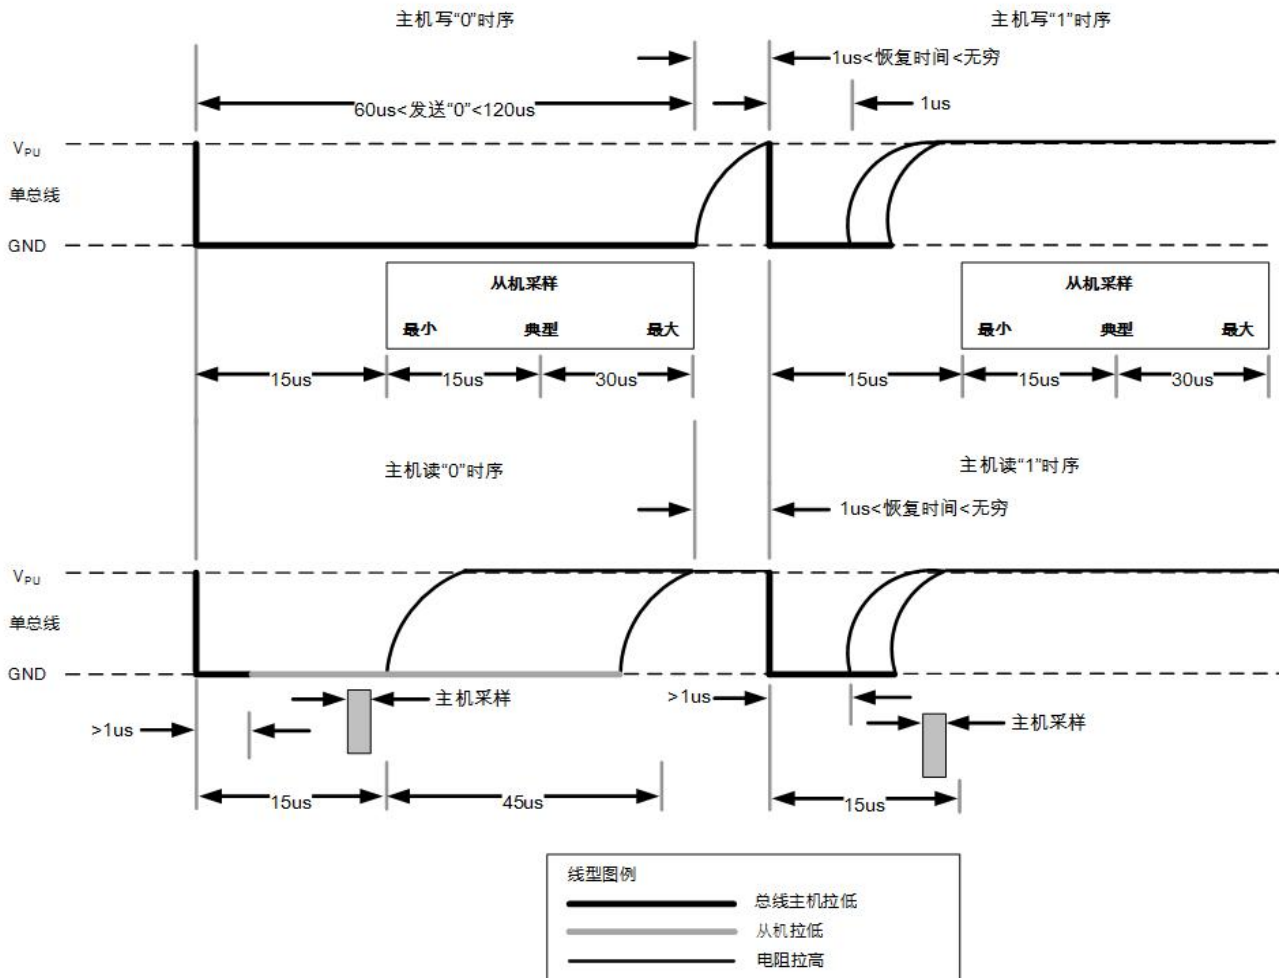 主机写“0”时序
主机写“1”时序
1us<恢复时间<无穷
60us<发送“0”<120us
1us
VPU
单总线
GND
从机采样
最小 典型 最大
从机采样
最小 典型 最大
15us 15us 30us
15us 15us 30us
主机读“0”时序
主机读“1”时序
1us<恢复时间<无穷
VPU
单总线
GND
>1us
主机采样
>1us
主机采样
15us 45us
15us
线型图例
总线主机拉低
从机拉低
电阻拉高